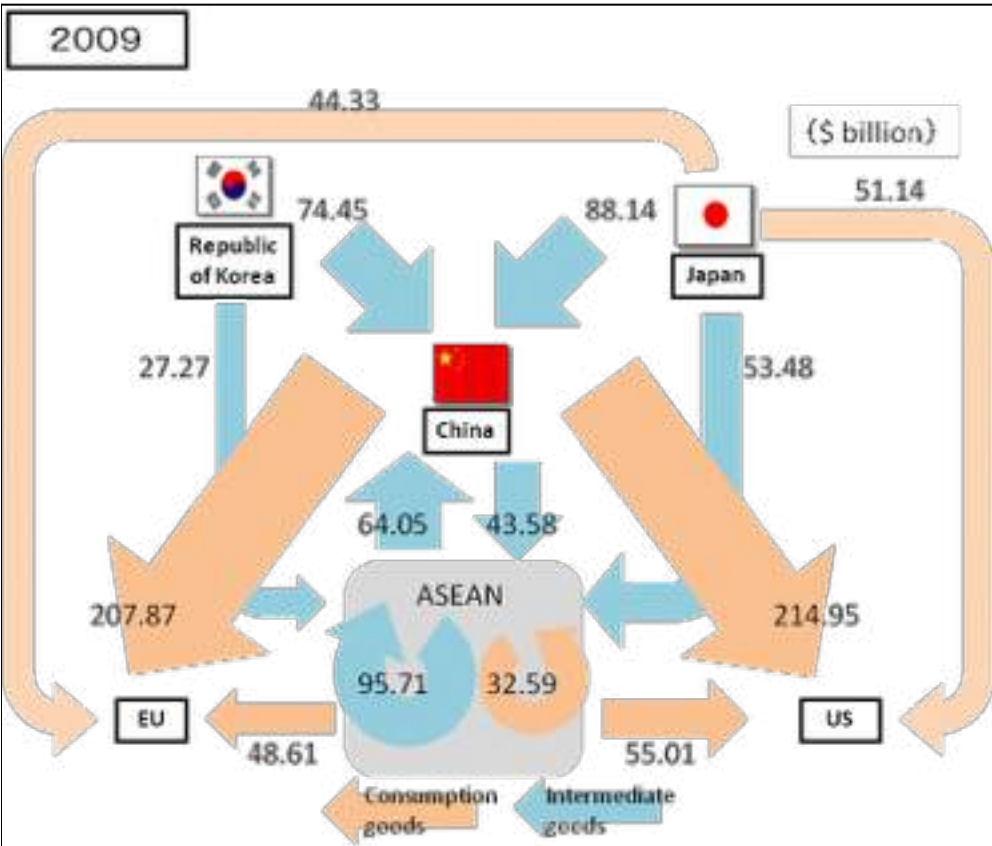 2009
44.33
($ billion)
51.14
74.45
88.14
Republic
of Korea
Japan
27.27
53.48
China
64.05
43.58
ASEAN
207.87
214.95
95.71
32.59
EU
US
48.61
55.01
Consumption
goods
Intermediate
goods